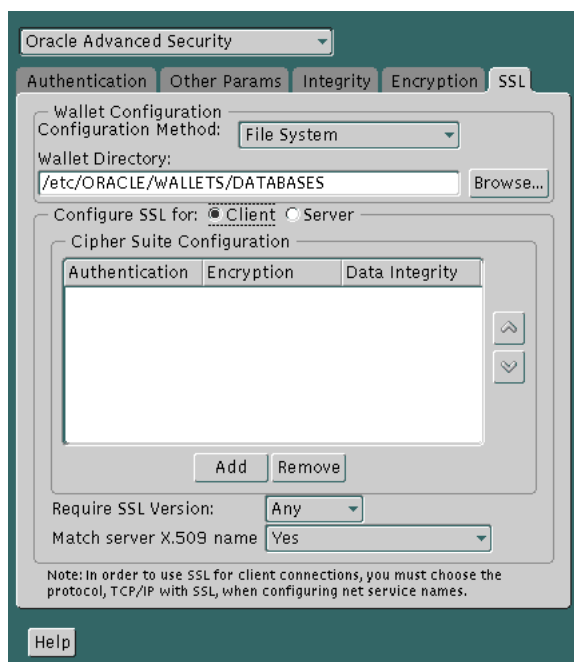 Oracle Advanced Security
Authentication Other Params Integrity Encryption SSL
Wallet Configuration
Configuration Method: File System
Wallet Directory:
/etc/ORACLE/WALLETS/DATABASES Browse...
Configure SSL for: Client Server
Cipher Suite Configuration
Authentication Encryption Data Integrity
Add Remove
Require SSL Version: Any
Match server X.509 name Yes
Note: In order to use SSL for client connections, you must choose the
protocol, TCP/IP with SSL, when configuring net service names.
Help